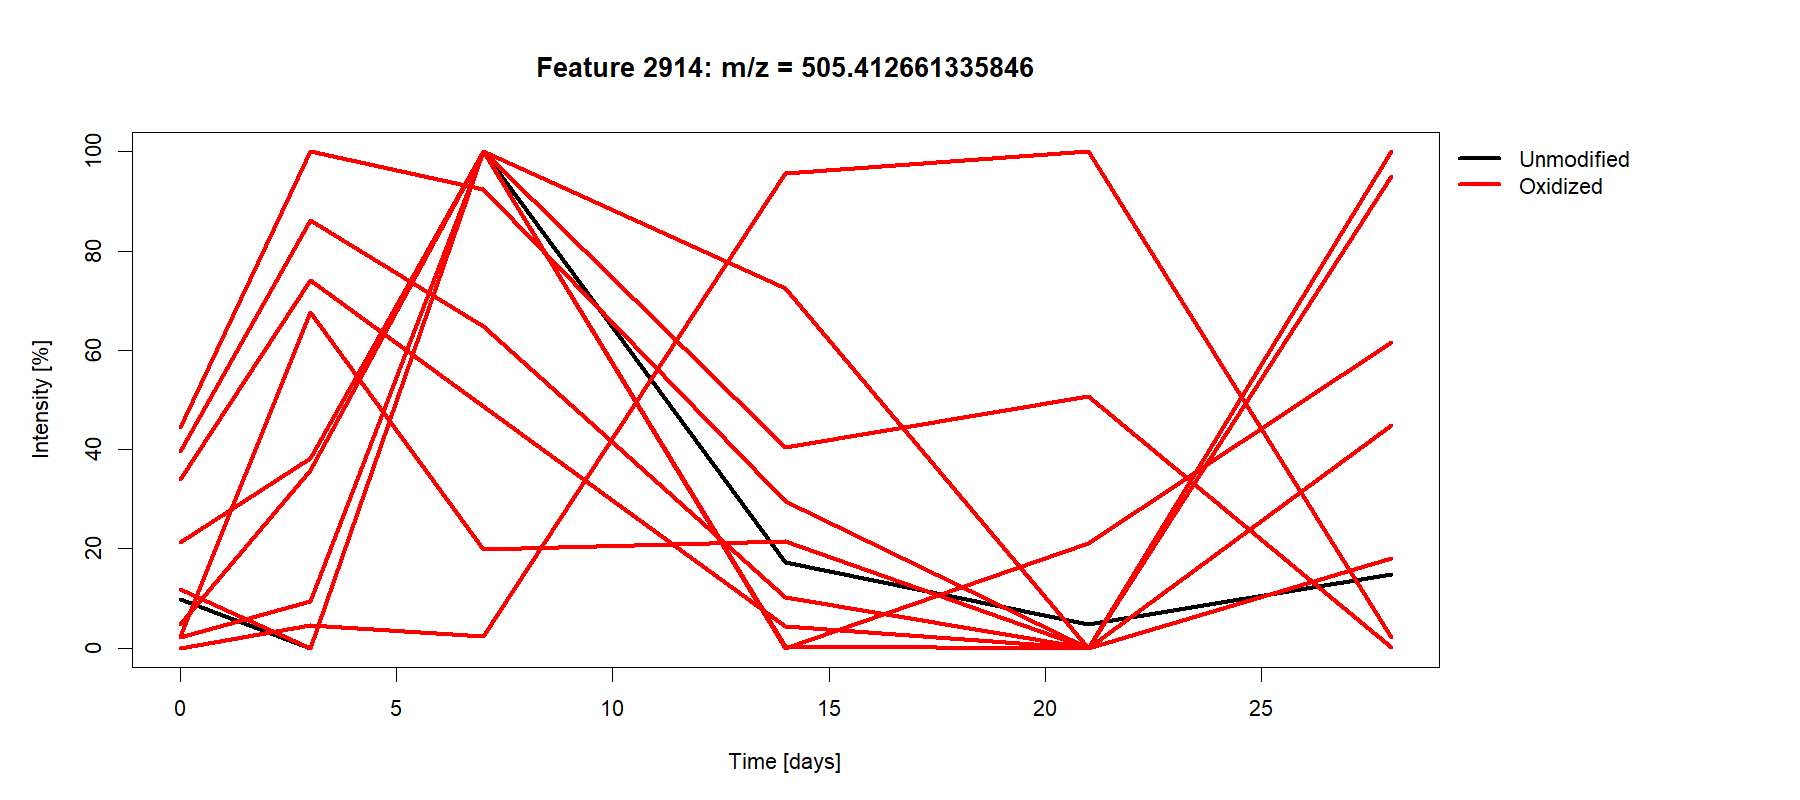 Feature 2914: m/z = 505.412661335846
Unmodified
Oxidized
Intensity [%]
100
80
60
40
20
0
0 5 10 15 20 25
Time [days]